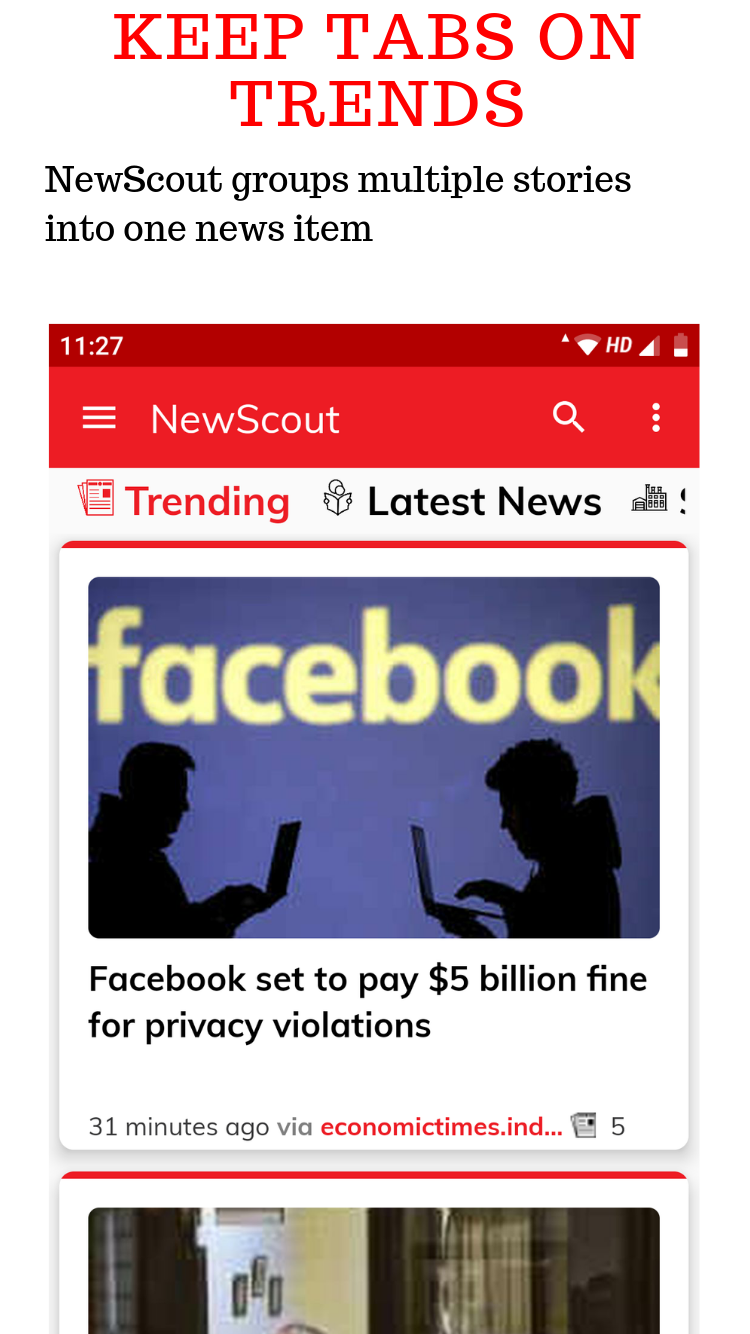 KEEP TABS ON
TRENDS
NewScout groups multiple stories
into one news item
11:27
HD
NewScout
Trending
Latest News
facebook
Facebook set to pay $5 billion fine
for privacy violations
31 minutes ago via economictimes.ind... 5